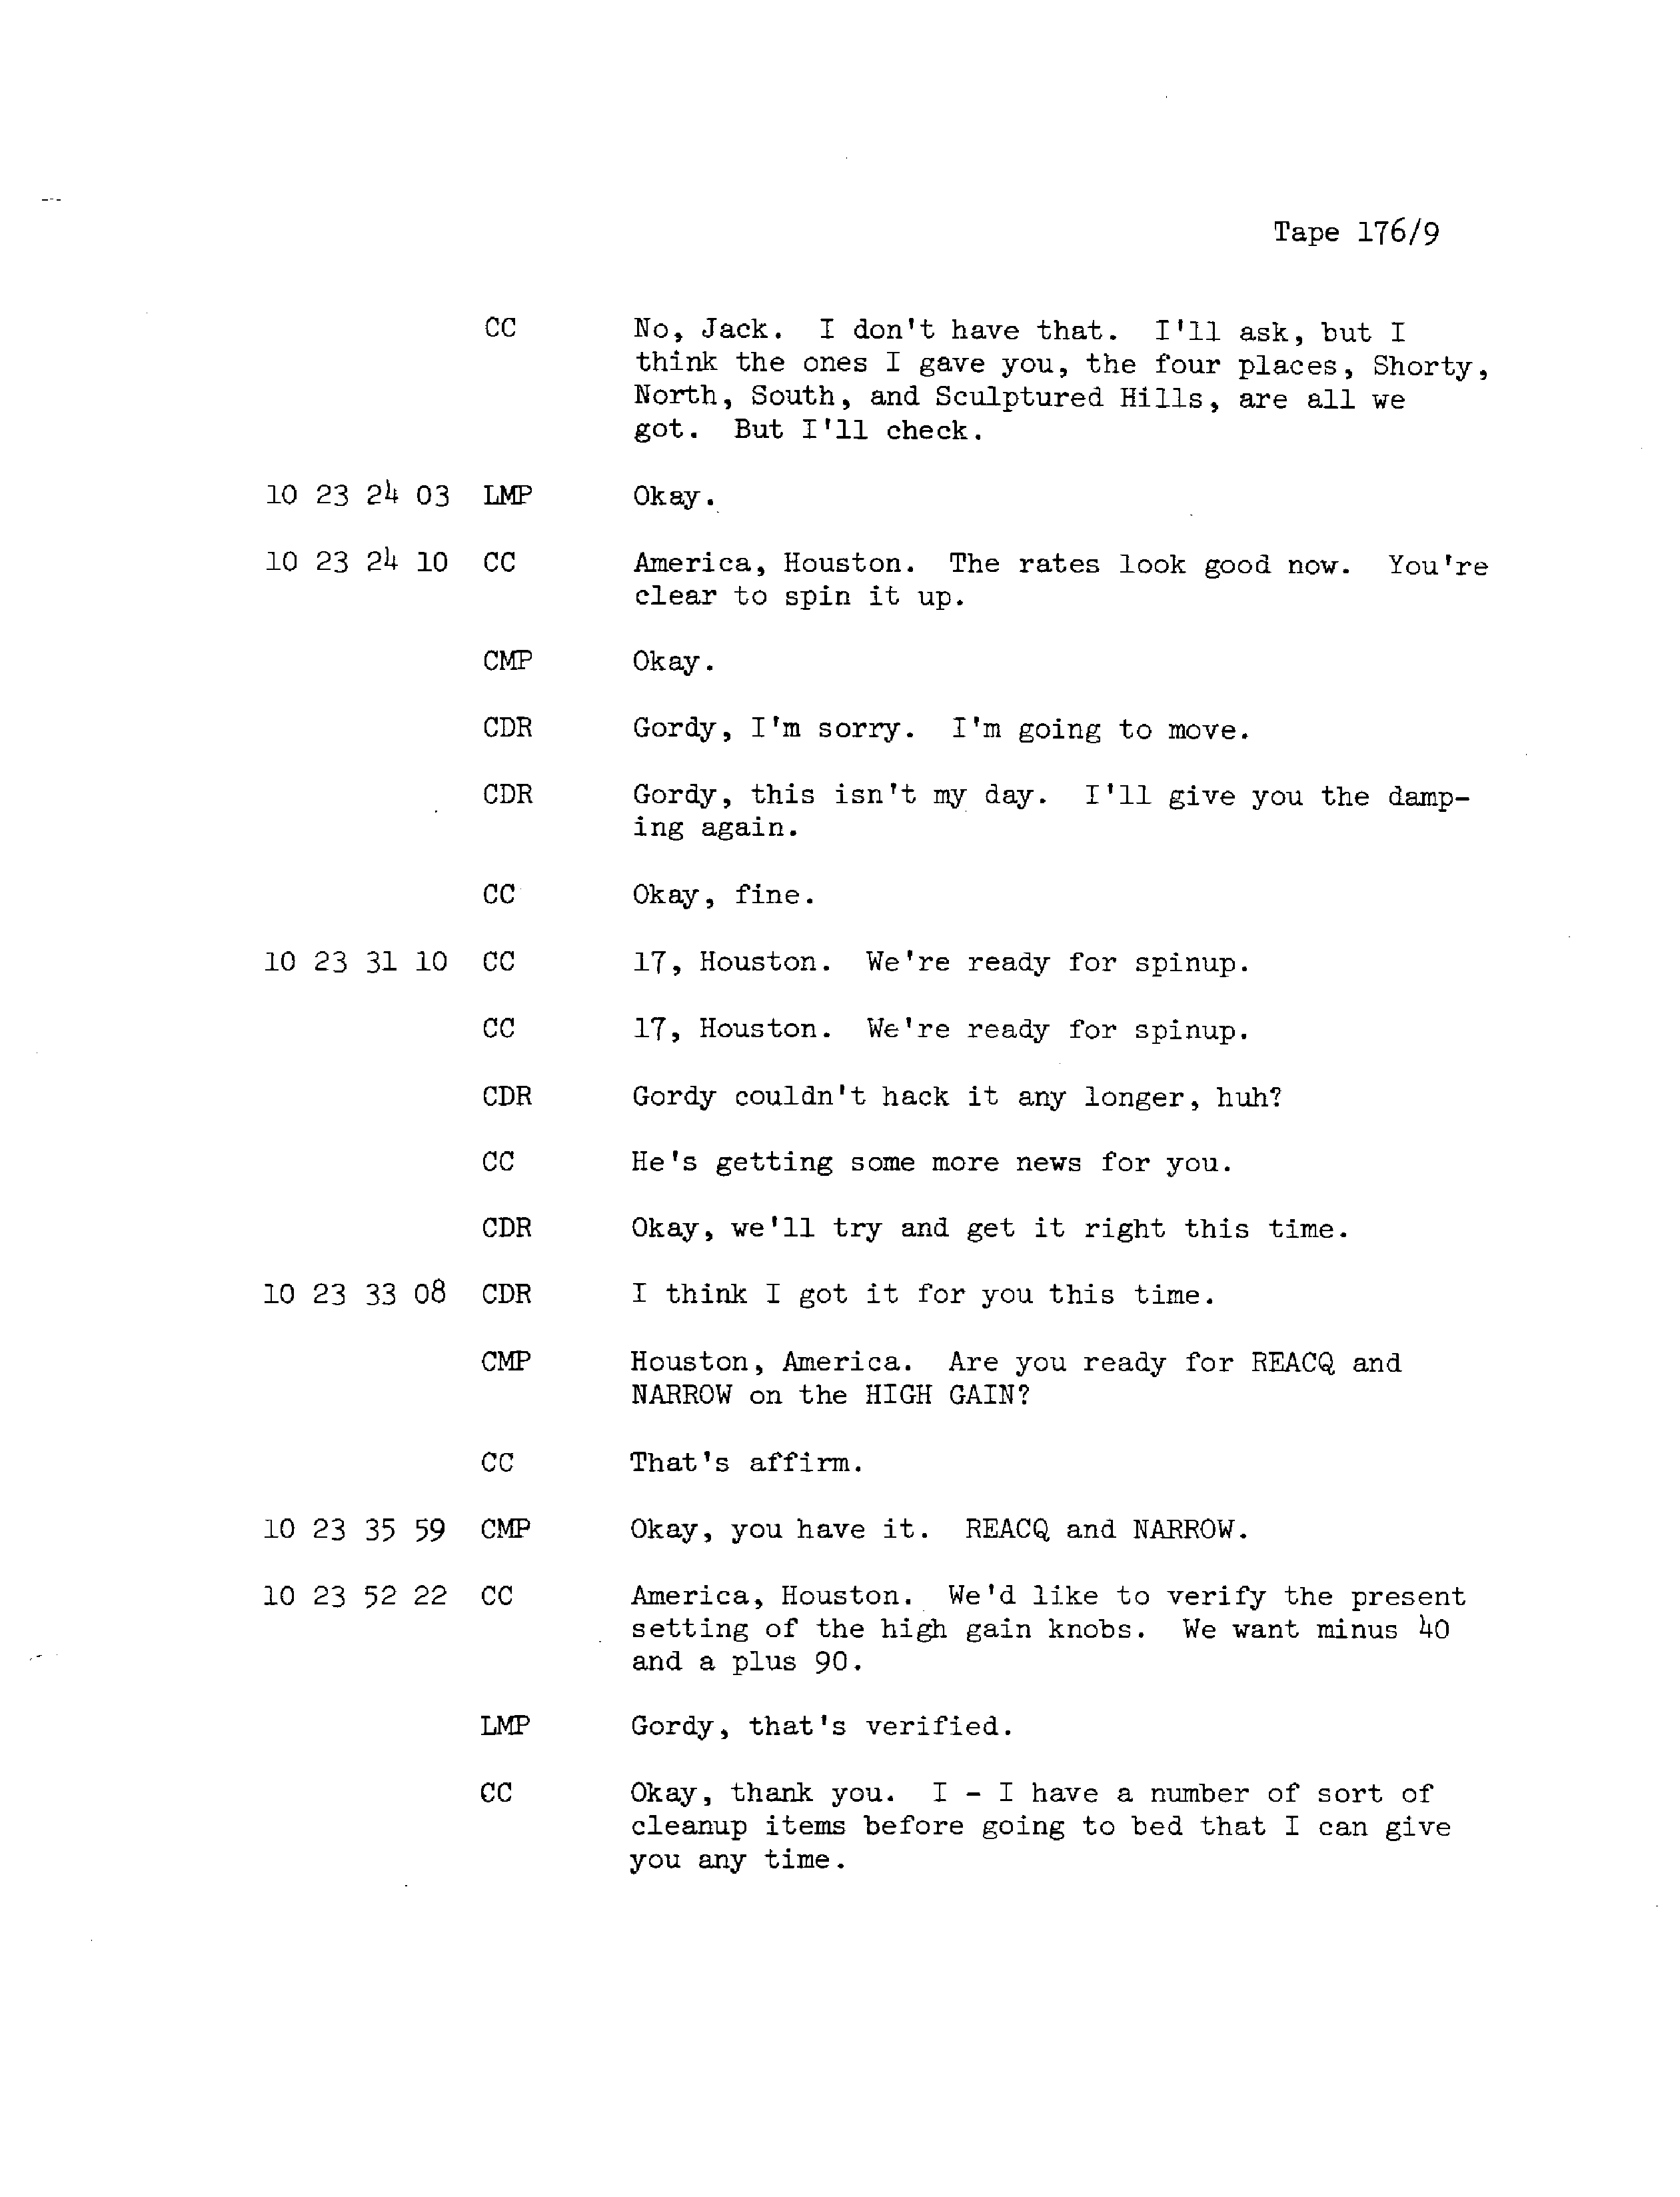 Tape 176/9
CC No, Jack. I don't have that. I'll ask, but I
think the ones I gave you, the four places, Shorty,
North, South, and Sculptured Hills, are all we
got. But I'll check.
10 23 24 03 LMP Okay.
10 23 24 10 CC America, Houston. The rates look good now. You're
clear to spin it up.
CMP Okay.
CDR Gordy, I'm sorry. I'm going to move.
CDR Gordy, this isn't my day. I'll give you the damp-
ing again.
CC Okay, fine.
10 23 31 10 CC 17, Houston. We're ready for spinup.
CC 17, Houston. We're ready for spinup.
CDR Gordy couldn't hack it any longer, huh?
CC He's getting some more news for you.
CDR Okay, we'll try and get it right this time.
10 23 33 08 CDR I think I got it for you this time.
CMP Houston, America. Are you ready for REACQ and
NARROW on the HIGH GAIN?
CC That's affirm.
10 23 35 59 CMP Okay, you have it. REACQ and NARROW.
10 23 52 22 CC America, Houston. We'd like to verify the present
setting of the high gain knobs. We want minus 40
and a plus 90.
LMP Gordy, that's verified.
CC Okay, thank you. I - I have a number of sort of
cleanup items before going to bed that I can give
you any time.